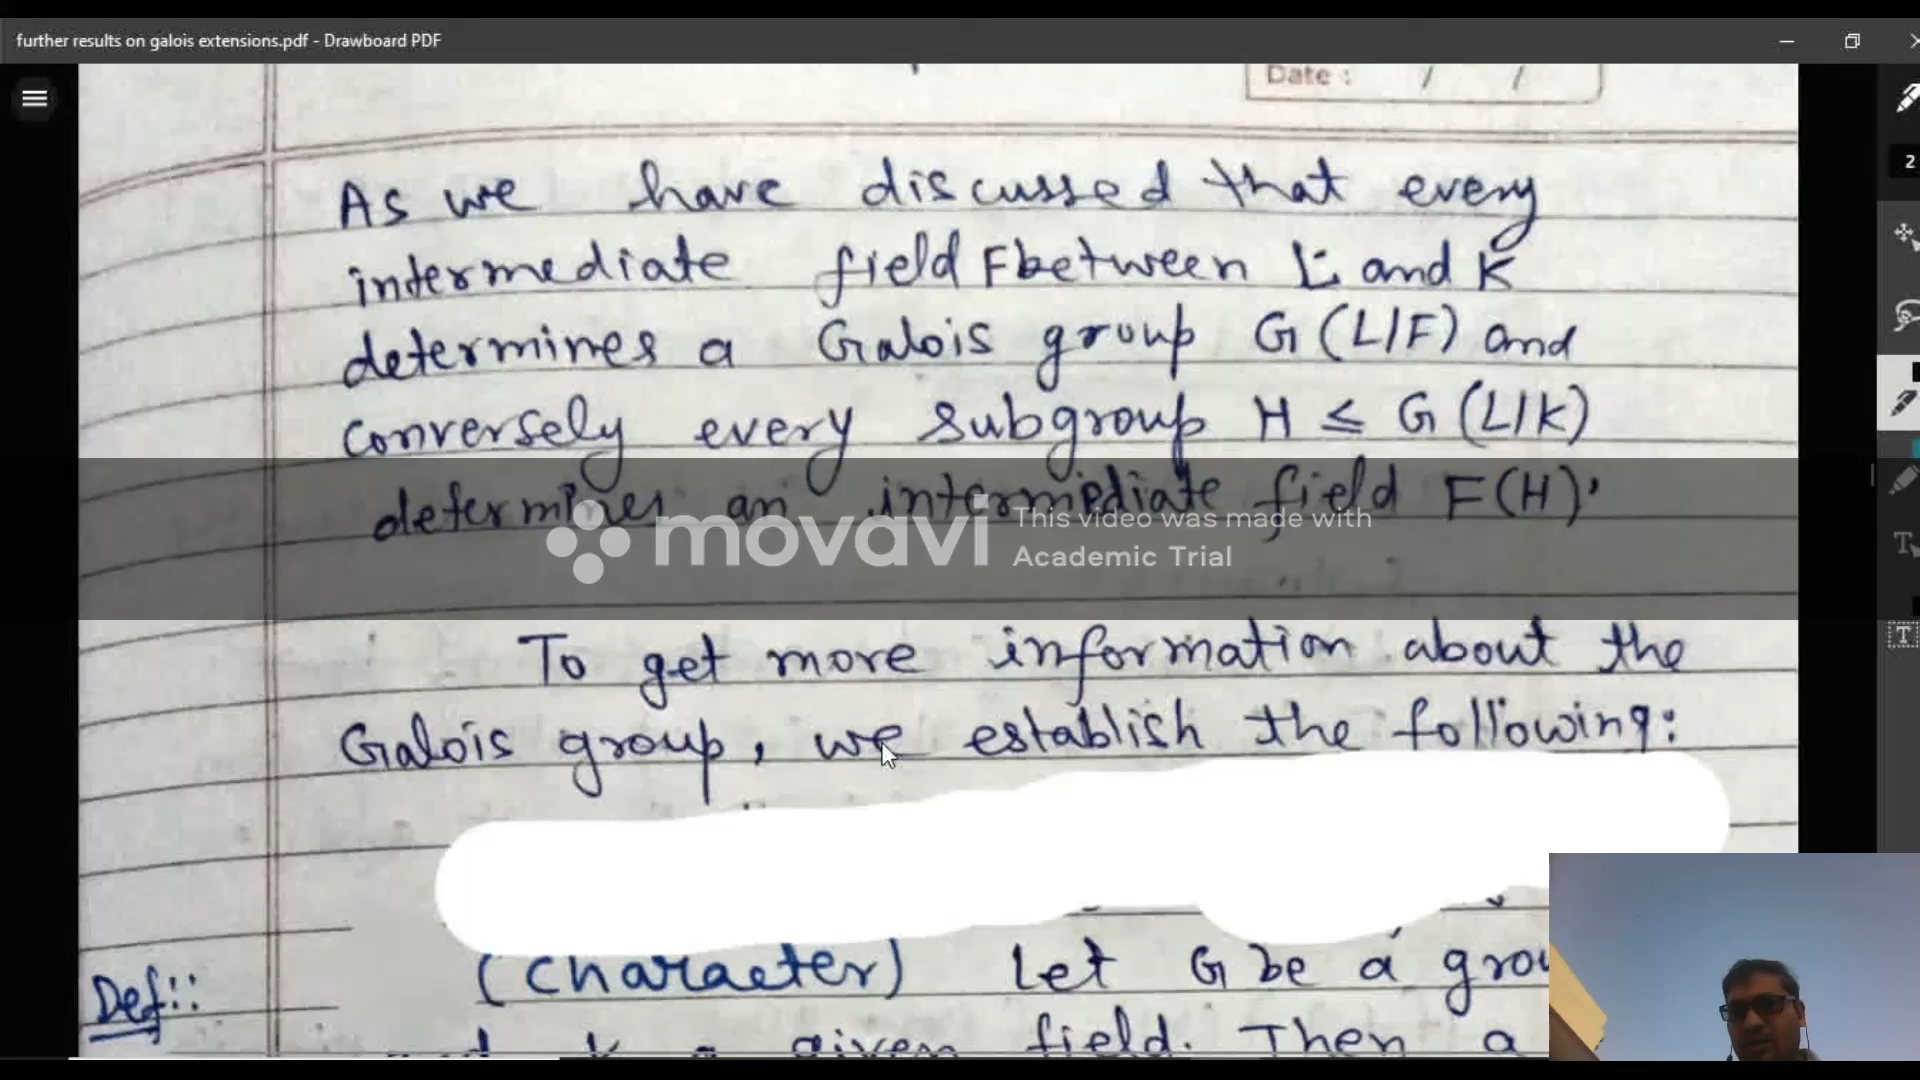 further results on galois extensions.pdf - Drawboard PDF
Date : / /
2
As we have discussed that every
intermediate field F between L and K
determines a Galois group G (L/F) and
conversely every subgroup H ≤ G (L/K)
determines an intermediate field F(H).
movavi This video was made with
Academic Trial
To get more information about the
Galois group, we establish the following:
Def:: (Character) Let G be a
a given field. Then a